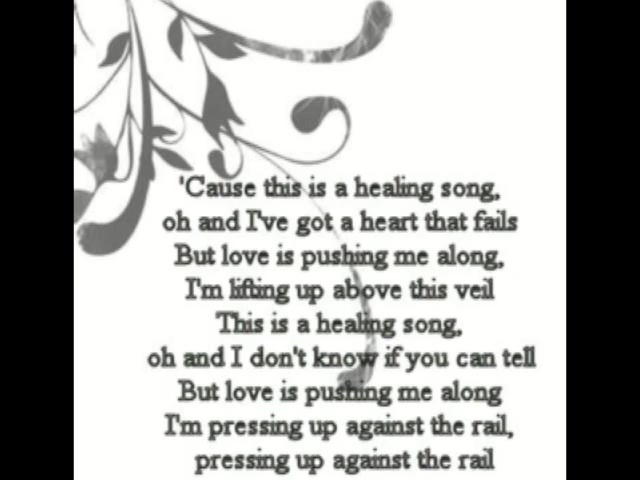 'Cause this is a healing song,
oh and I've got a heart that fails
But love is pushing me along,
I'm lifting up above this veil
This is a healing song,
oh and I don't know if you can tell
But love is pushing me along
I'm pressing up against the rail,
pressing up against the rail